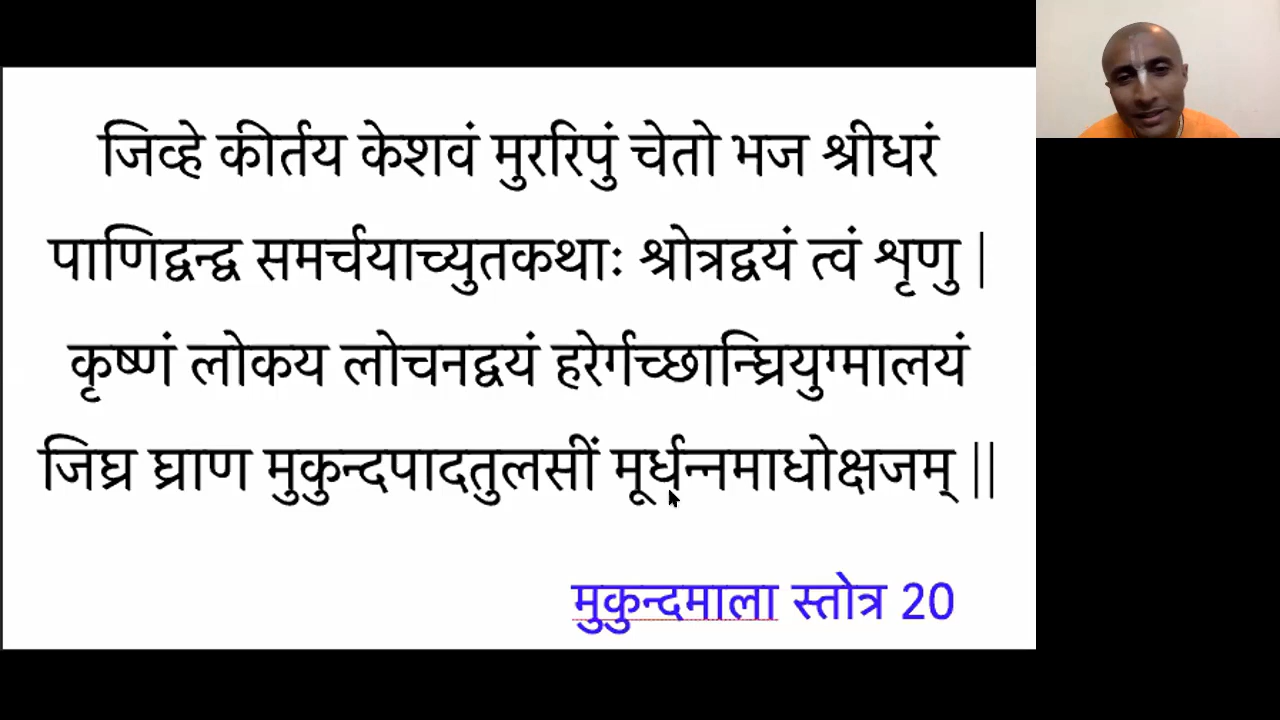 जिव्हे कीर्तय केशवं मुररिपुं चेतो भज श्रीधरं
पाणिद्वन्द्व समर्चयाच्युतकथाः श्रोत्रद्वयं त्वं शृणु |
कृष्णं लोकय लोचनद्वयं हरेर्गच्छान्घ्रियुग्मालयं
जिघ्र घ्राण मुकुन्दपादतुलसीं मूर्धन्नमाधोक्षजम् ||
मुकुन्दमाला स्तोत्र 20